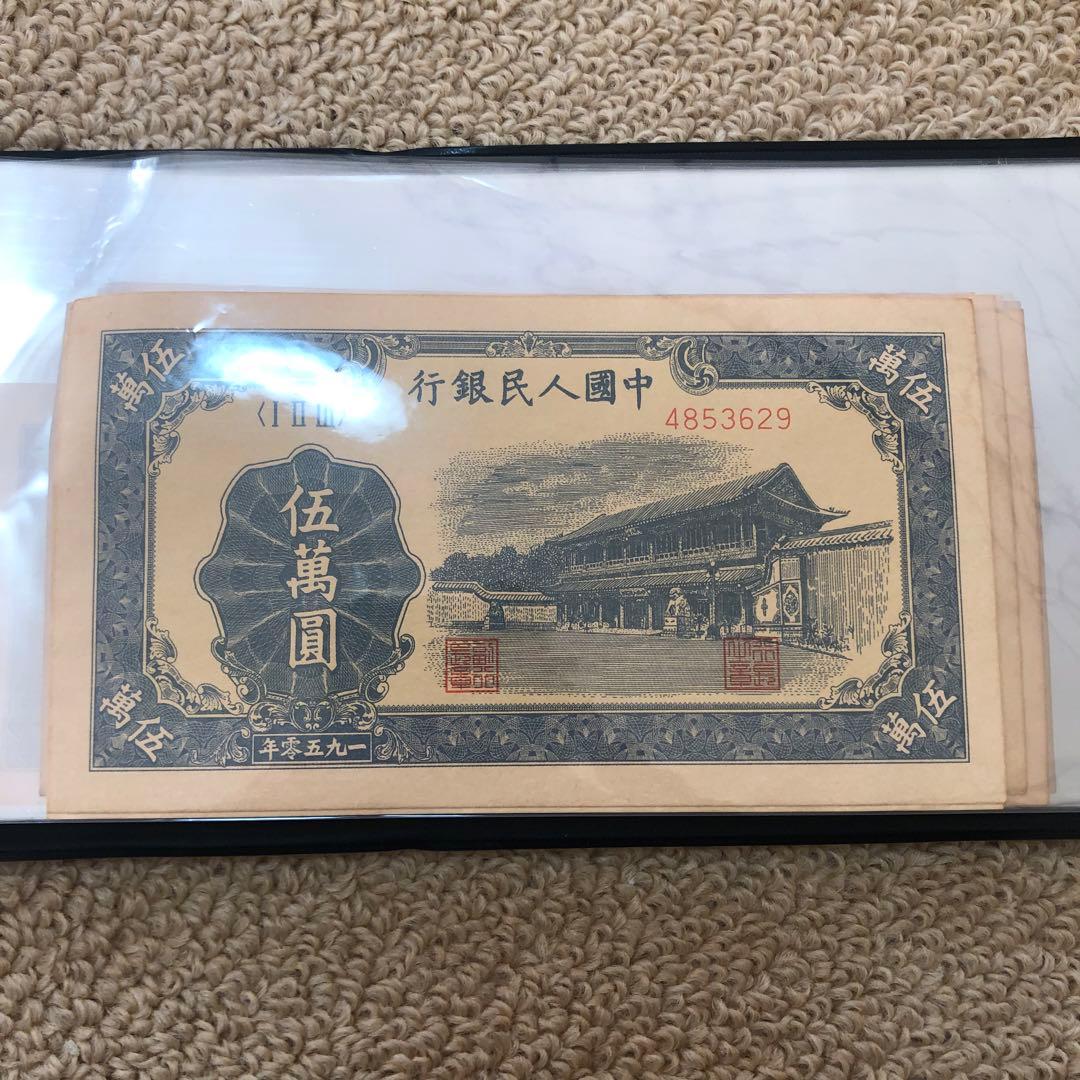 中國人民銀行
〈I II III〉
4853629
伍萬
伍萬
伍萬圓
伍萬
伍萬
一九五零年